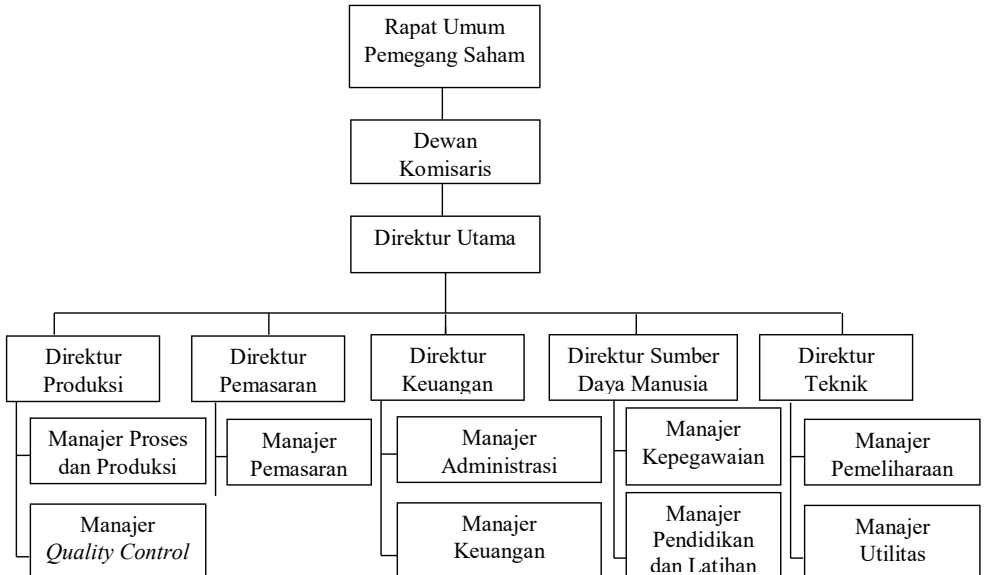 Rapat Umum
Pemegang Saham
Dewan
Komisaris
Direktur Utama
Direktur
Produksi
Direktur
Pemasaran
Direktur
Keuangan
Direktur Sumber
Daya Manusia
Direktur
Teknik
Manajer Proses
dan Produksi
Manajer
Pemasaran
Manajer
Administrasi
Manajer
Kepegawaian
Manajer
Pemeliharaan
Manajer
Quality Control
Manajer
Keuangan
Manajer
Pendidikan
dan Latihan
Manajer
Utilitas